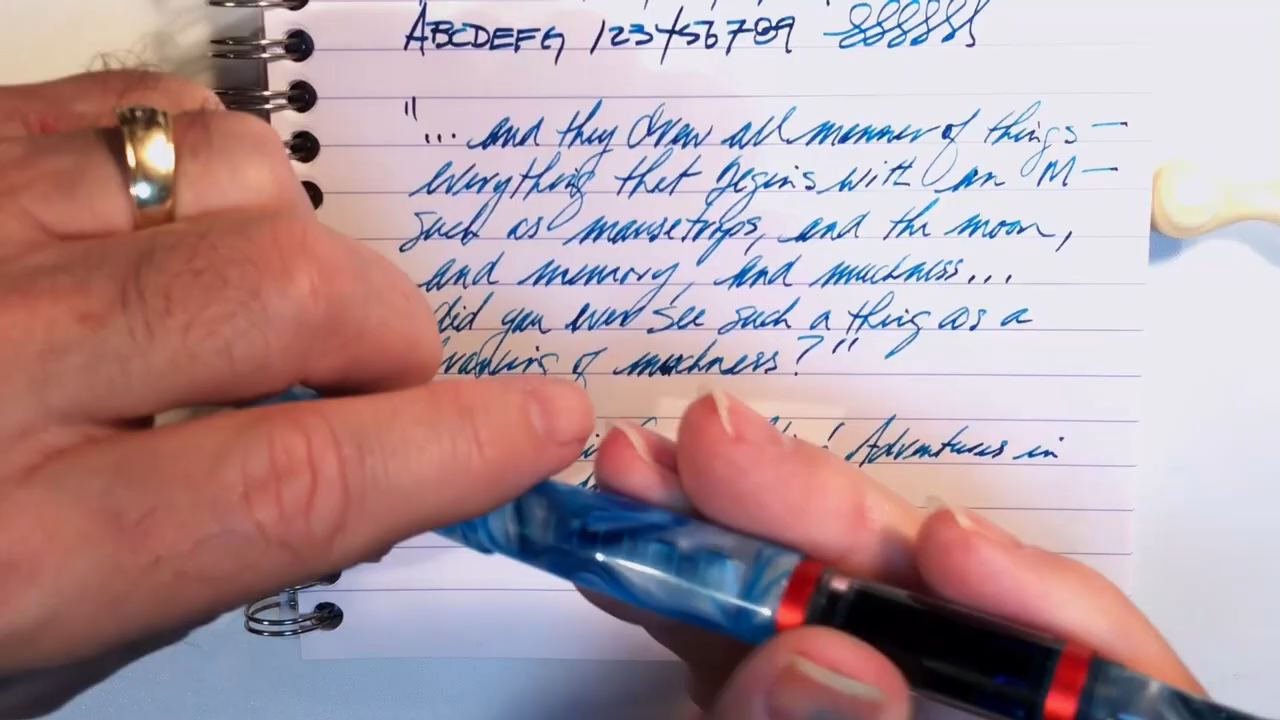 ABCDEFG 123456789
"... and they drew all manner of things —
everything that begins with an M —
such as mousetraps, and the moon,
and memory, and muchness...
did you ever see such a thing as a
of muchness?"
Adventures in